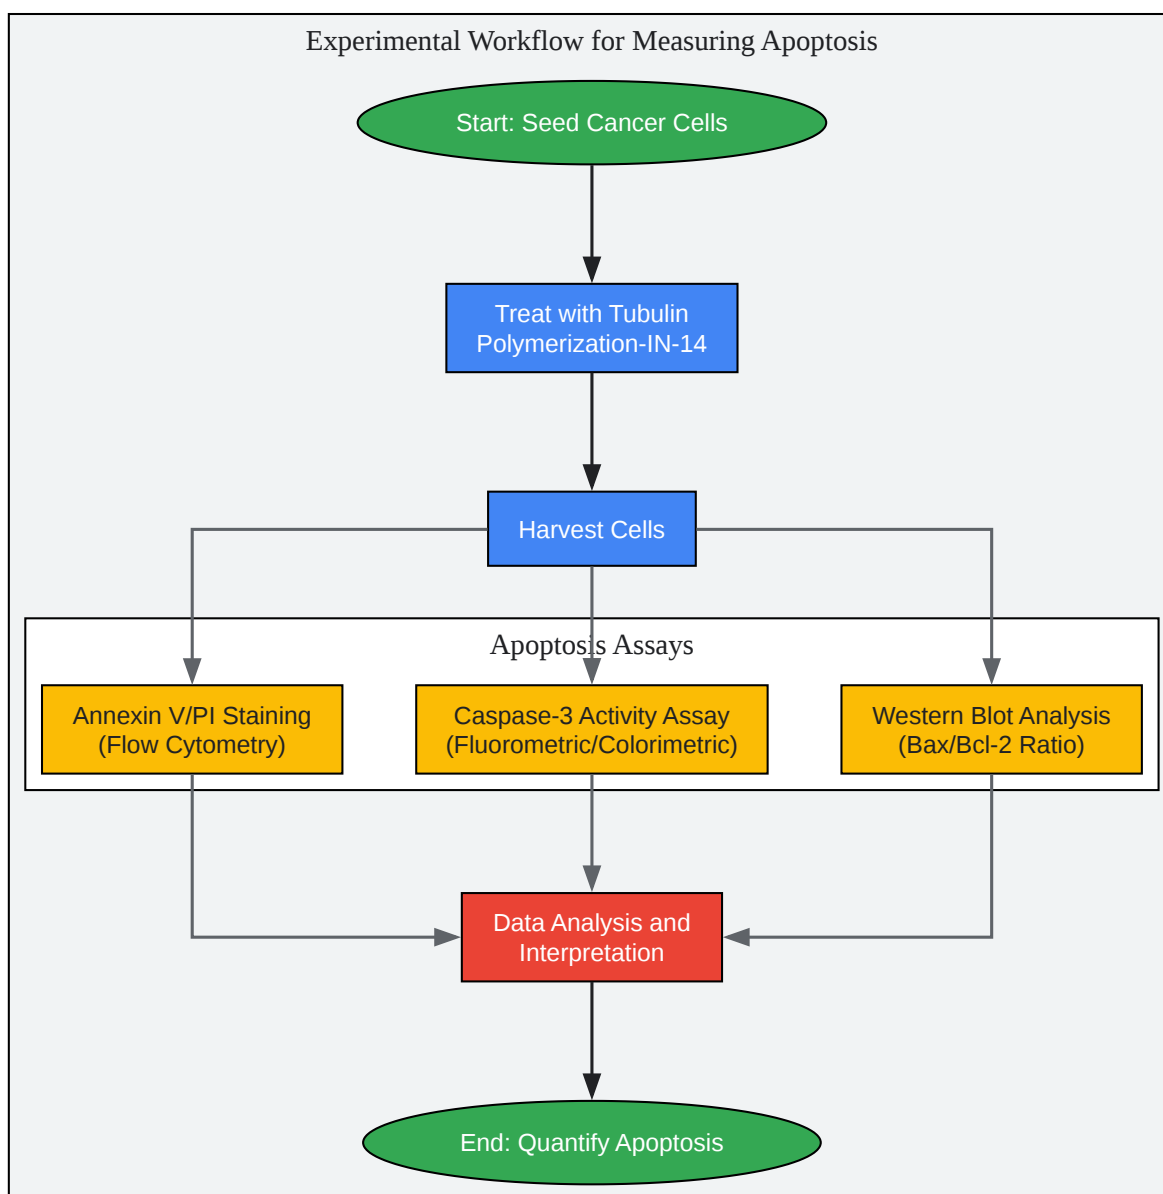 Experimental Workflow for Measuring Apoptosis
Start: Seed Cancer Cells
Treat with Tubulin
Polymerization-IN-14
Harvest Cells
Apoptosis Assays
Annexin V/PI Staining
(Flow Cytometry)
Caspase-3 Activity Assay
(Fluorometric/Colorimetric)
Western Blot Analysis
(Bax/Bcl-2 Ratio)
Data Analysis and
Interpretation
End: Quantify Apoptosis